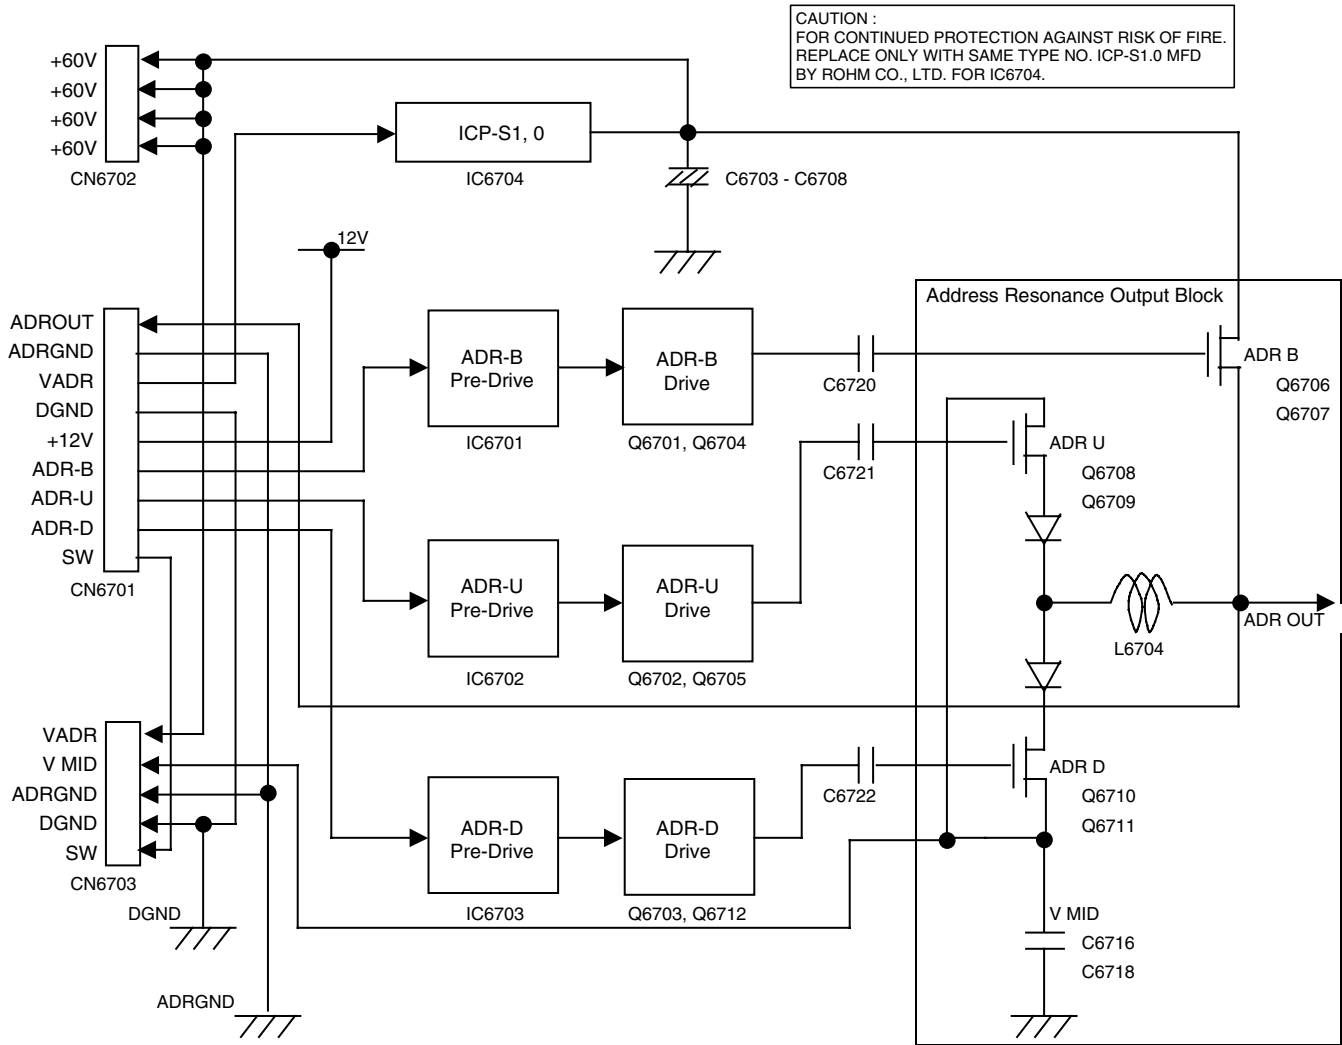 CAUTION :
FOR CONTINUED PROTECTION AGAINST RISK OF FIRE.
REPLACE ONLY WITH SAME TYPE NO. ICP-S1.0 MFD
BY ROHM CO., LTD. FOR IC6704.
+60V
+60V
+60V
+60V
CN6702
ICP-S1, 0
IC6704
C6703 - C6708
12V
Address Resonance Output Block
ADROUT
ADRGND
VADR
DGND
+12V
ADR-B
ADR-U
ADR-D
SW
CN6701
ADR-B
Pre-Drive
IC6701
ADR-B
Drive
Q6701, Q6704
C6720
ADR B
Q6706
Q6707
C6721
ADR U
Q6708
Q6709
ADR-U
Pre-Drive
IC6702
ADR-U
Drive
Q6702, Q6705
L6704
ADR OUT
VADR
V MID
ADRGND
DGND
SW
CN6703
ADR-D
Pre-Drive
IC6703
ADR-D
Drive
Q6703, Q6712
C6722
ADR D
Q6710
Q6711
DGND
V MID
C6716
C6718
ADRGND